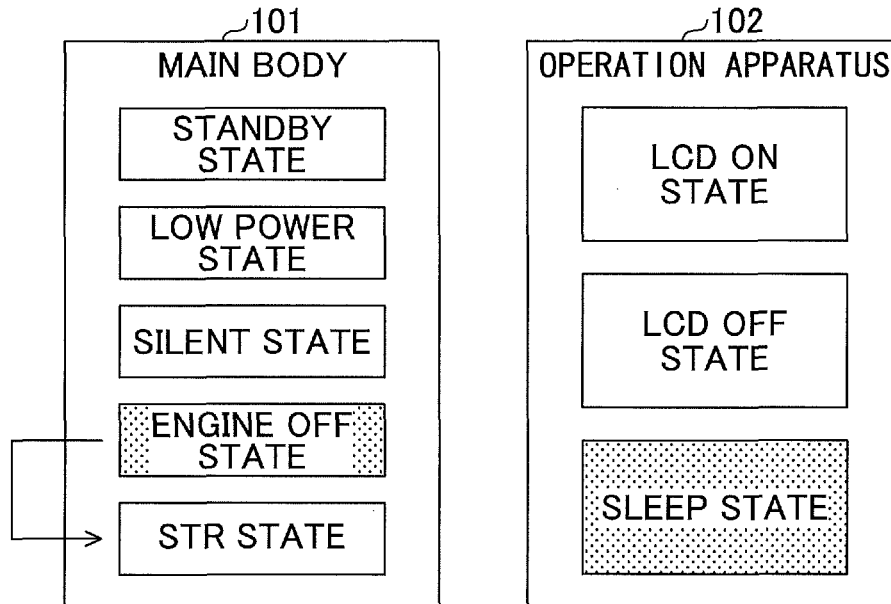 101
MAIN BODY
STANDBY
STATE
LOW POWER
STATE
SILENT STATE
ENGINE OFF
STATE
STR STATE
102
OPERATION APPARATUS
LCD ON
STATE
LCD OFF
STATE
SLEEP STATE